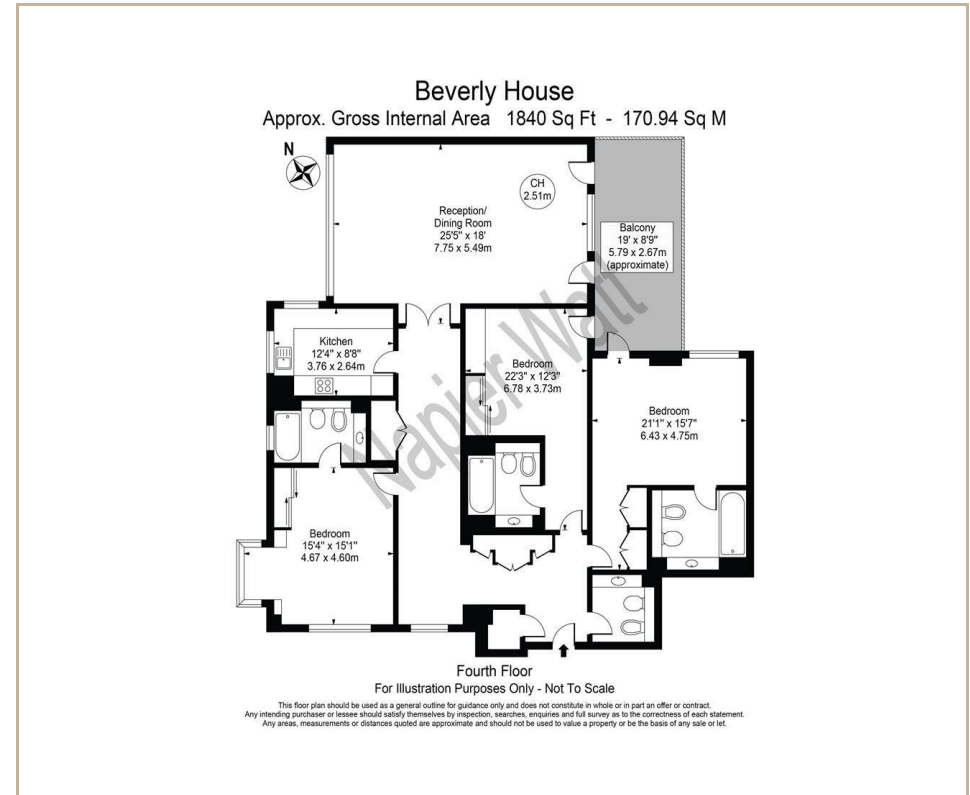 Beverly House
Approx. Gross Internal Area 1840 Sq Ft - 170.94 Sq M
N
CH
2.51m
Reception/
Dining Room
25'5" x 18'
7.75 x 5.49m
Balcony
19' x 8'9"
5.79 x 2.67m
(approximate)
Kitchen
12'4" x 8'8"
3.76 x 2.64m
Bedroom
22'3" x 12'3"
6.78 x 3.73m
Bedroom
21'1" x 15'7"
6.43 x 4.75m
Bedroom
15'4" x 15'1"
4.67 x 4.60m
Napier Watt
Fourth Floor
For Illustration Purposes Only - Not To Scale
This floor plan should be used as a general outline for guidance only and does not constitute in whole or in part an offer or contract.
Any intending purchaser or lessee should satisfy themselves by inspection, searches, enquiries and full survey as to the correctness of each statement.
Any areas, measurements or distances quoted are approximate and should not be used to value a property or be the basis of any sale or let.